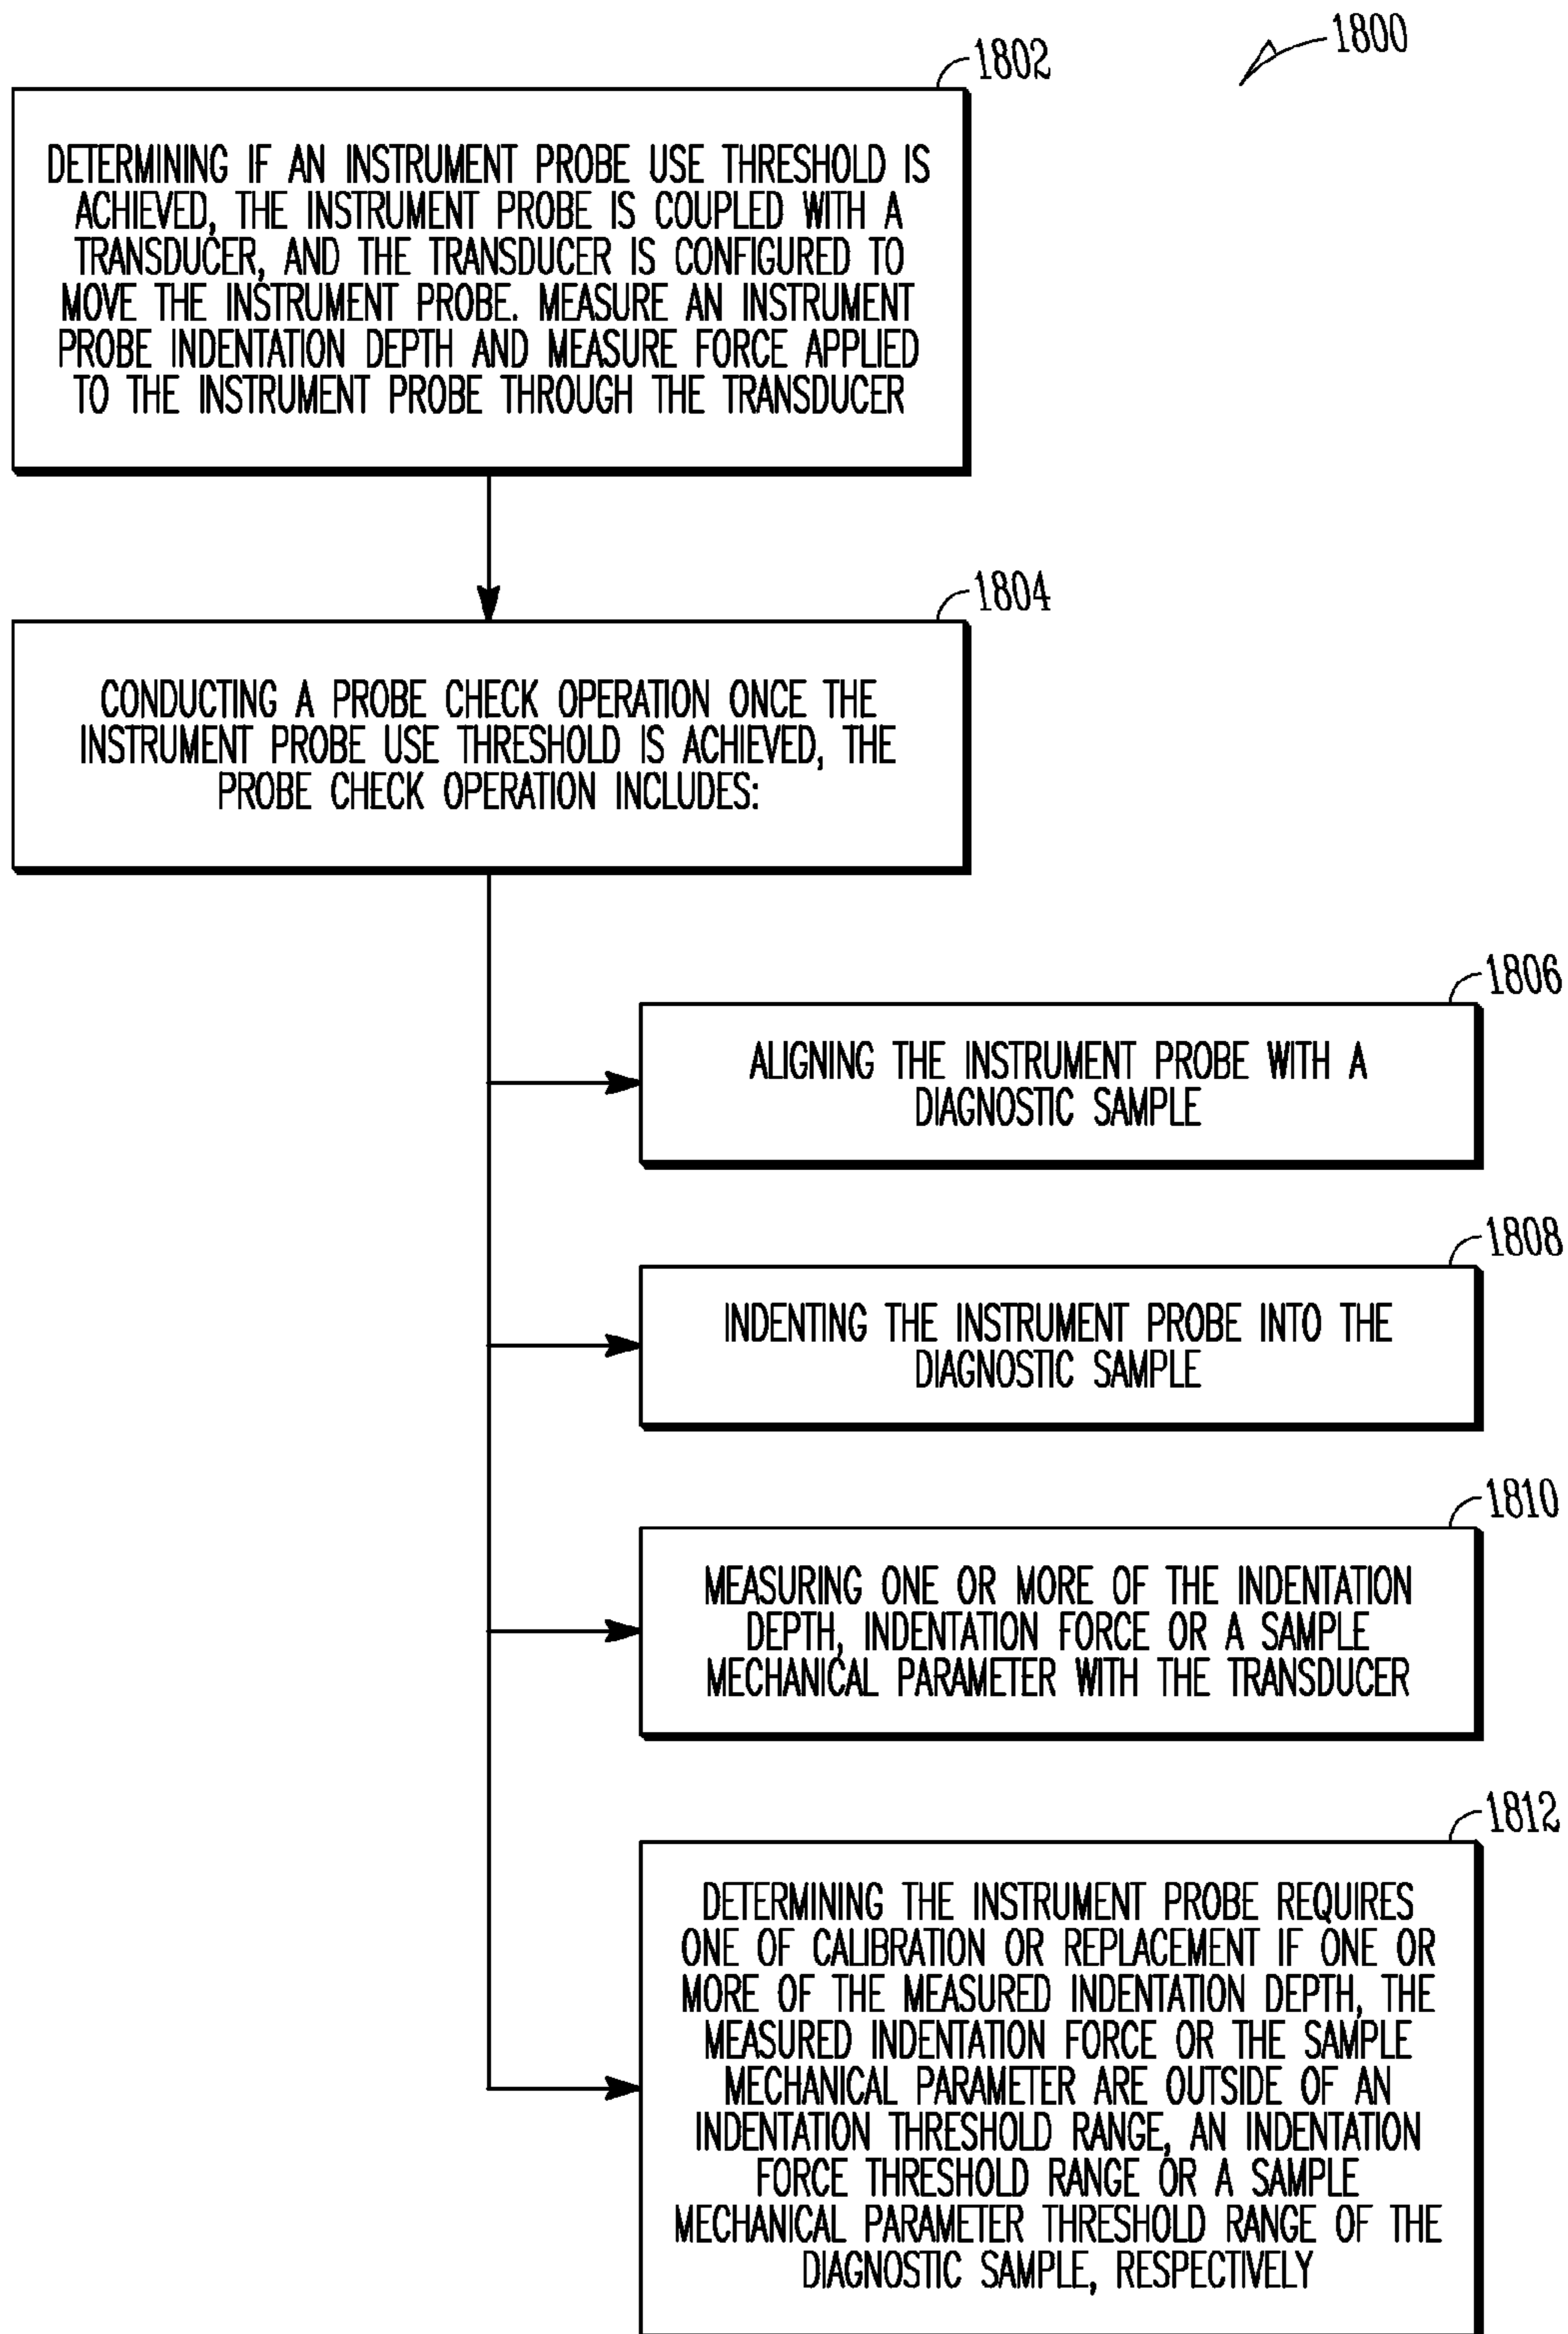 1800
1802
DETERMINING IF AN INSTRUMENT PROBE USE THRESHOLD IS
ACHIEVED, THE INSTRUMENT PROBE IS COUPLED WITH A
TRANSDUCER, AND THE TRANSDUCER IS CONFIGURED TO
MOVE THE INSTRUMENT PROBE. MEASURE AN INSTRUMENT
PROBE INDENTATION DEPTH AND MEASURE FORCE APPLIED
TO THE INSTRUMENT PROBE THROUGH THE TRANSDUCER
1804
CONDUCTING A PROBE CHECK OPERATION ONCE THE
INSTRUMENT PROBE USE THRESHOLD IS ACHIEVED, THE
PROBE CHECK OPERATION INCLUDES:
1806
ALIGNING THE INSTRUMENT PROBE WITH A
DIAGNOSTIC SAMPLE
1808
INDENTING THE INSTRUMENT PROBE INTO THE
DIAGNOSTIC SAMPLE
1810
MEASURING ONE OR MORE OF THE INDENTATION
DEPTH, INDENTATION FORCE OR A SAMPLE
MECHANICAL PARAMETER WITH THE TRANSDUCER
1812
DETERMINING THE INSTRUMENT PROBE REQUIRES
ONE OF CALIBRATION OR REPLACEMENT IF ONE OR
MORE OF THE MEASURED INDENTATION DEPTH, THE
MEASURED INDENTATION FORCE OR THE SAMPLE
MECHANICAL PARAMETER ARE OUTSIDE OF AN
INDENTATION THRESHOLD RANGE, AN INDENTATION
FORCE THRESHOLD RANGE OR A SAMPLE
MECHANICAL PARAMETER THRESHOLD RANGE OF THE
DIAGNOSTIC SAMPLE, RESPECTIVELY